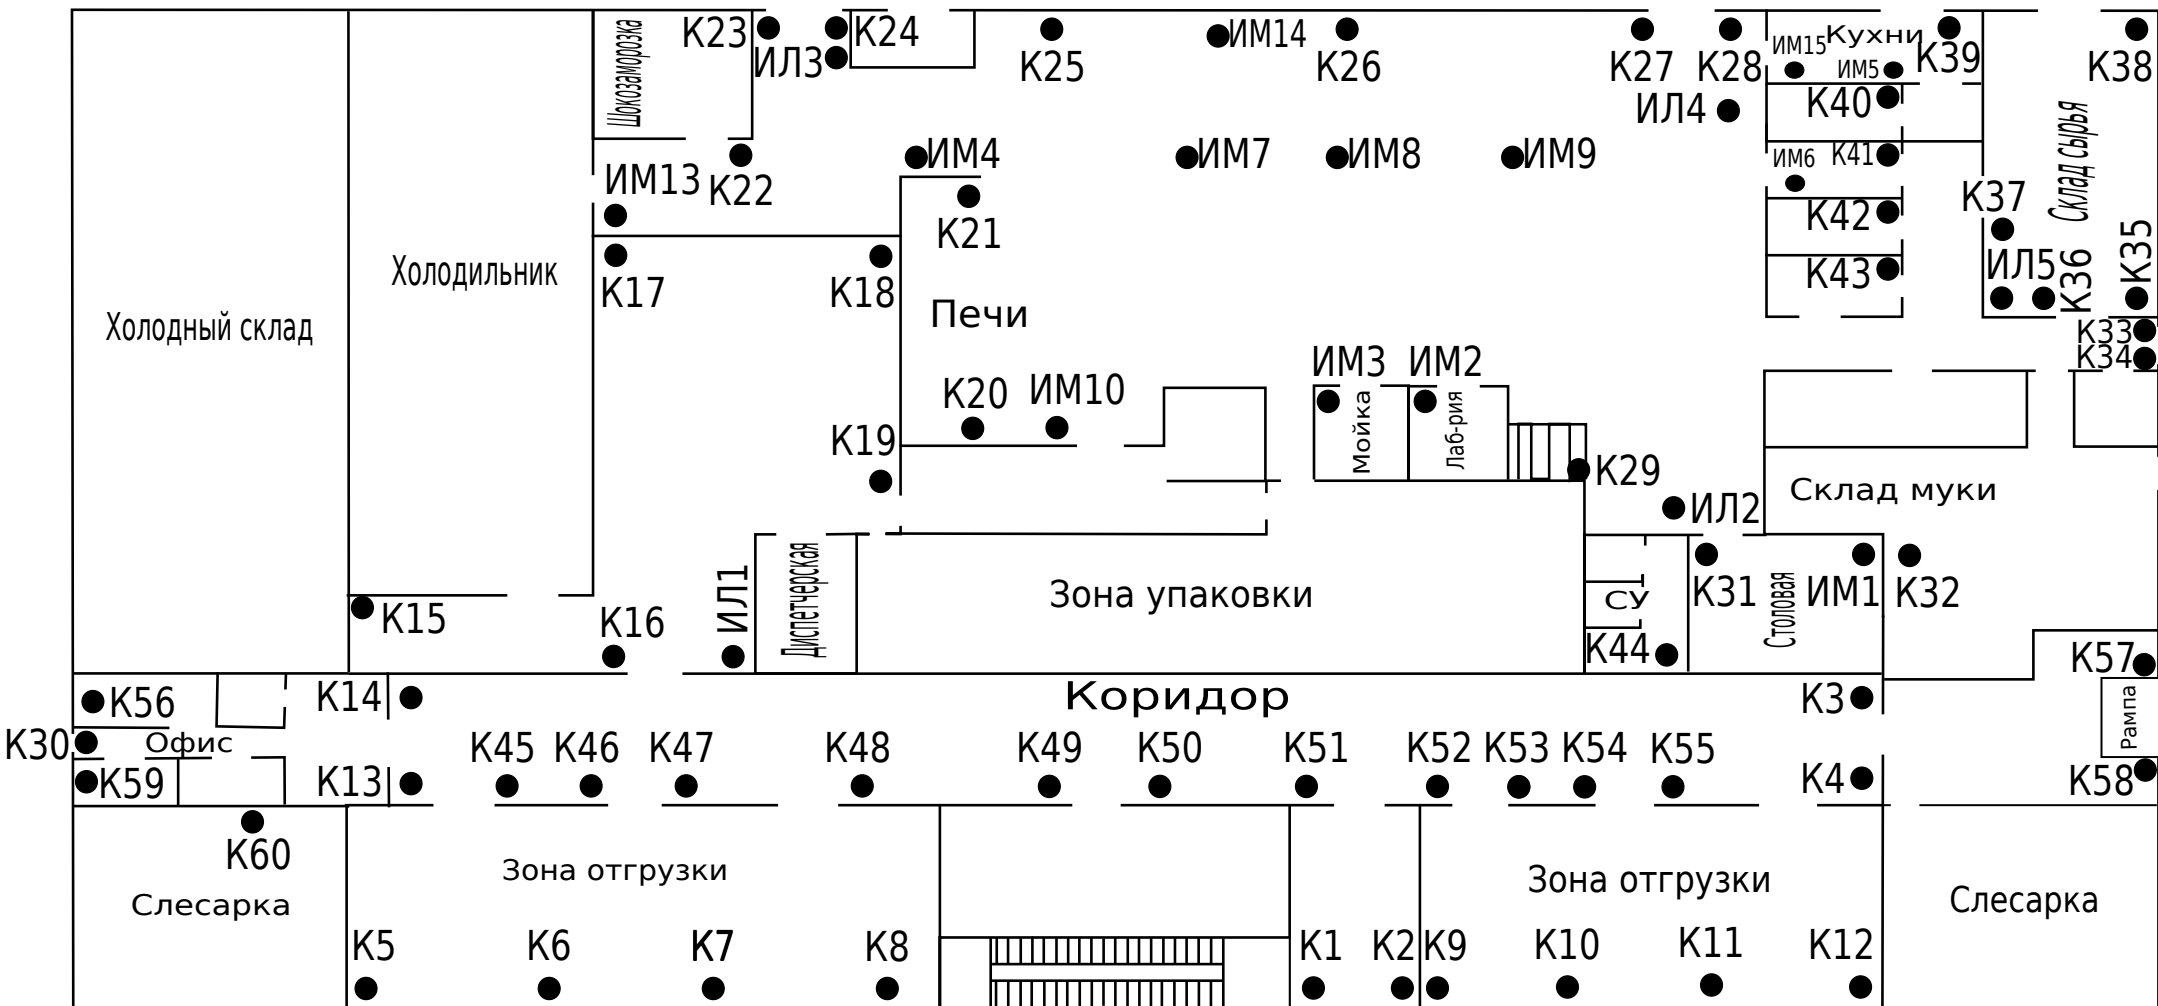 К23
К24
ИЛ3
Шокозаморозка
К25
ИМ14
К26
К27
К28
ИЛ4
ИМ15
Кухни
ИМ5
К39
К38
К40
ИМ13
К22
ИМ4
ИМ7
ИМ8
ИМ9
ИМ6
К41
Склад сырья
К37
К42
К21
К43
ИЛ5
К36
К35
К17
К18
Холодильник
Холодный склад
Печи
К33
К34
К20
ИМ10
К19
ИМ3
ИМ2
Мойка
Лаб-рия
К29
ИЛ2
Склад муки
К15
К16
ИЛ1
Диспетчерская
Зона упаковки
СУ
К44
К31
Столовая
ИМ1
К32
К57
Рампа
К58
К56
К30
Офис
К59
К14
К13
Коридор
К3
К4
К45
К46
К47
К48
К49
К50
К51
К52
К53
К54
К55
К60
Слесарка
Зона отгрузки
Зона отгрузки
Слесарка
К5
К6
К7
К8
К1
К2
К9
К10
К11
К12